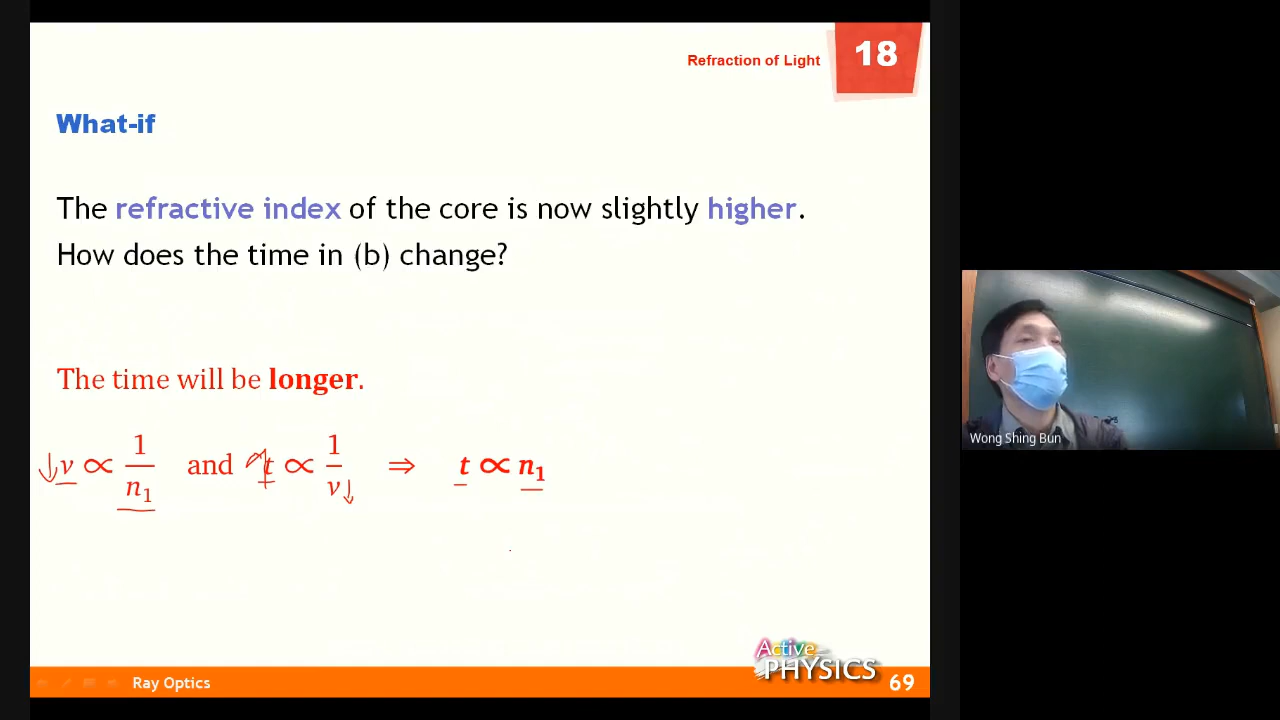 Refraction of Light
18
What-if
The refractive index of the core is now slightly higher.
How does the time in (b) change?
The time will be longer.
↓v ∝ 1/n₁ and ↑t ∝ 1/v↓ ⇒ t ∝ n₁
Wong Shing Bun
Active
PHYSICS
Ray Optics
69